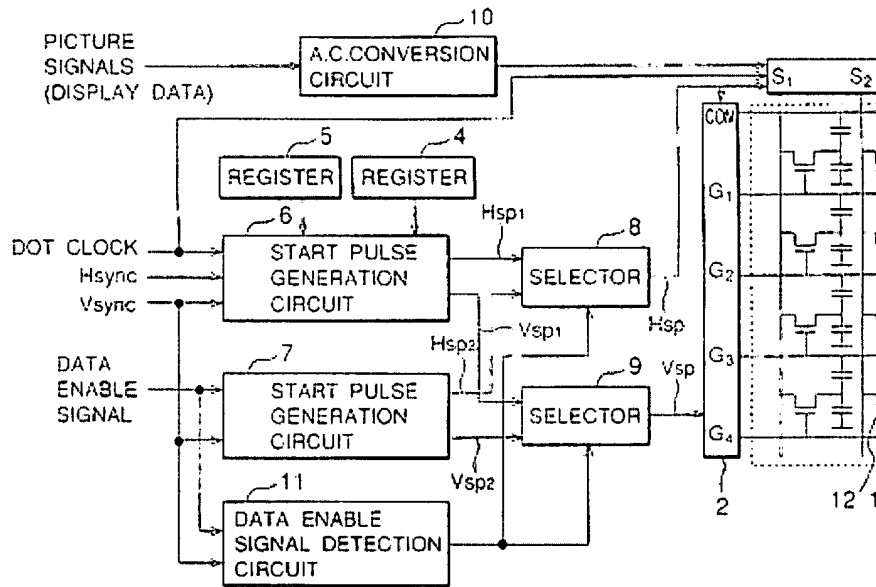 10
PICTURE
SIGNALS
(DISPLAY DATA)
A.C.CONVERSION
CIRCUIT
S1 S2
COM
5
4
REGISTER
REGISTER
G1
6
Hsp1
8
DOT CLOCK
Hsync
Vsync
START PULSE
GENERATION
CIRCUIT
SELECTOR
G2
Hsp
Vsp1
Hsp2
DATA
ENABLE
SIGNAL
7
START PULSE
GENERATION
CIRCUIT
9
SELECTOR
Vsp
G3
G4
Vsp2
11
DATA ENABLE
SIGNAL DETECTION
CIRCUIT
2
12
1